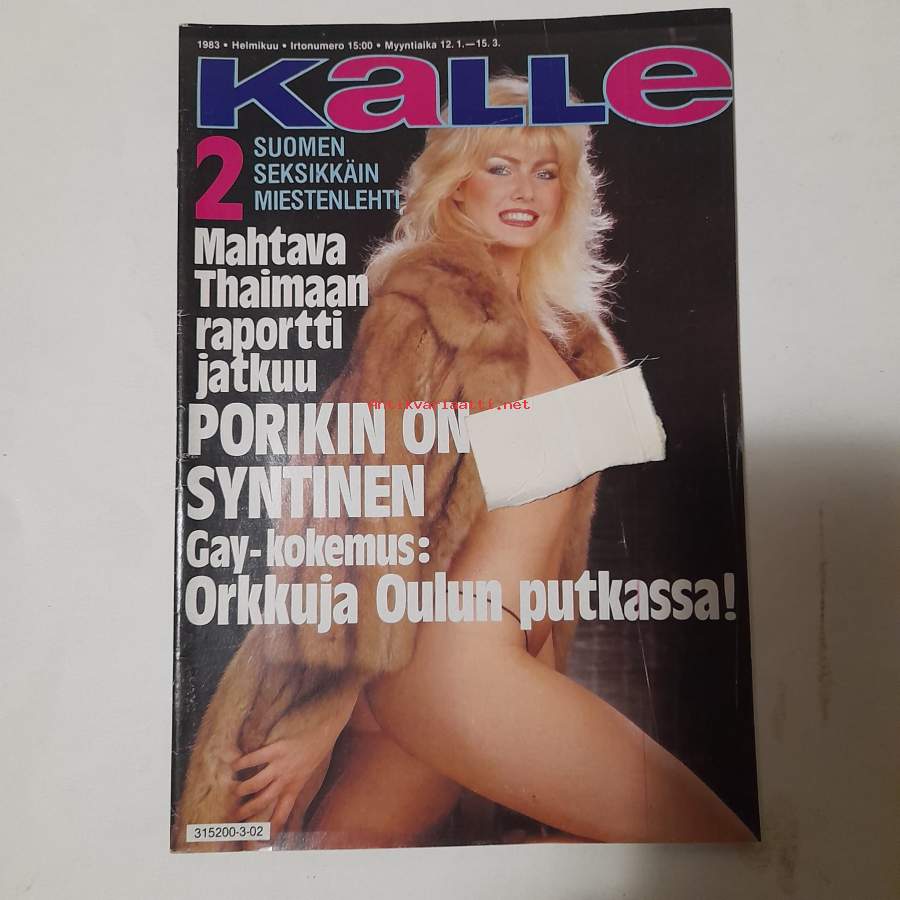 1983 • Helmikuu • Irtonumero 15:00 • Myyntiaika 12. 1.—15. 3.
KaLLe
2
SUOMEN
SEKSIKKÄIN
MIESTENLEHTI
Mahtava
Thaimaan
raportti
jatkuu
Antikvariaatti.net
PORIKIN ON
SYNTINEN
Gay-kokemus:
Orkkuja Oulun putkassa!
315200-3-02